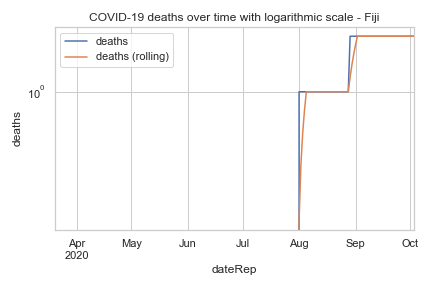 COVID-19 deaths over time with logarithmic scale - Fiji
deaths
deaths (rolling)
10⁰
deaths
Apr May Jun Jul Aug Sep Oct
2020
dateRep